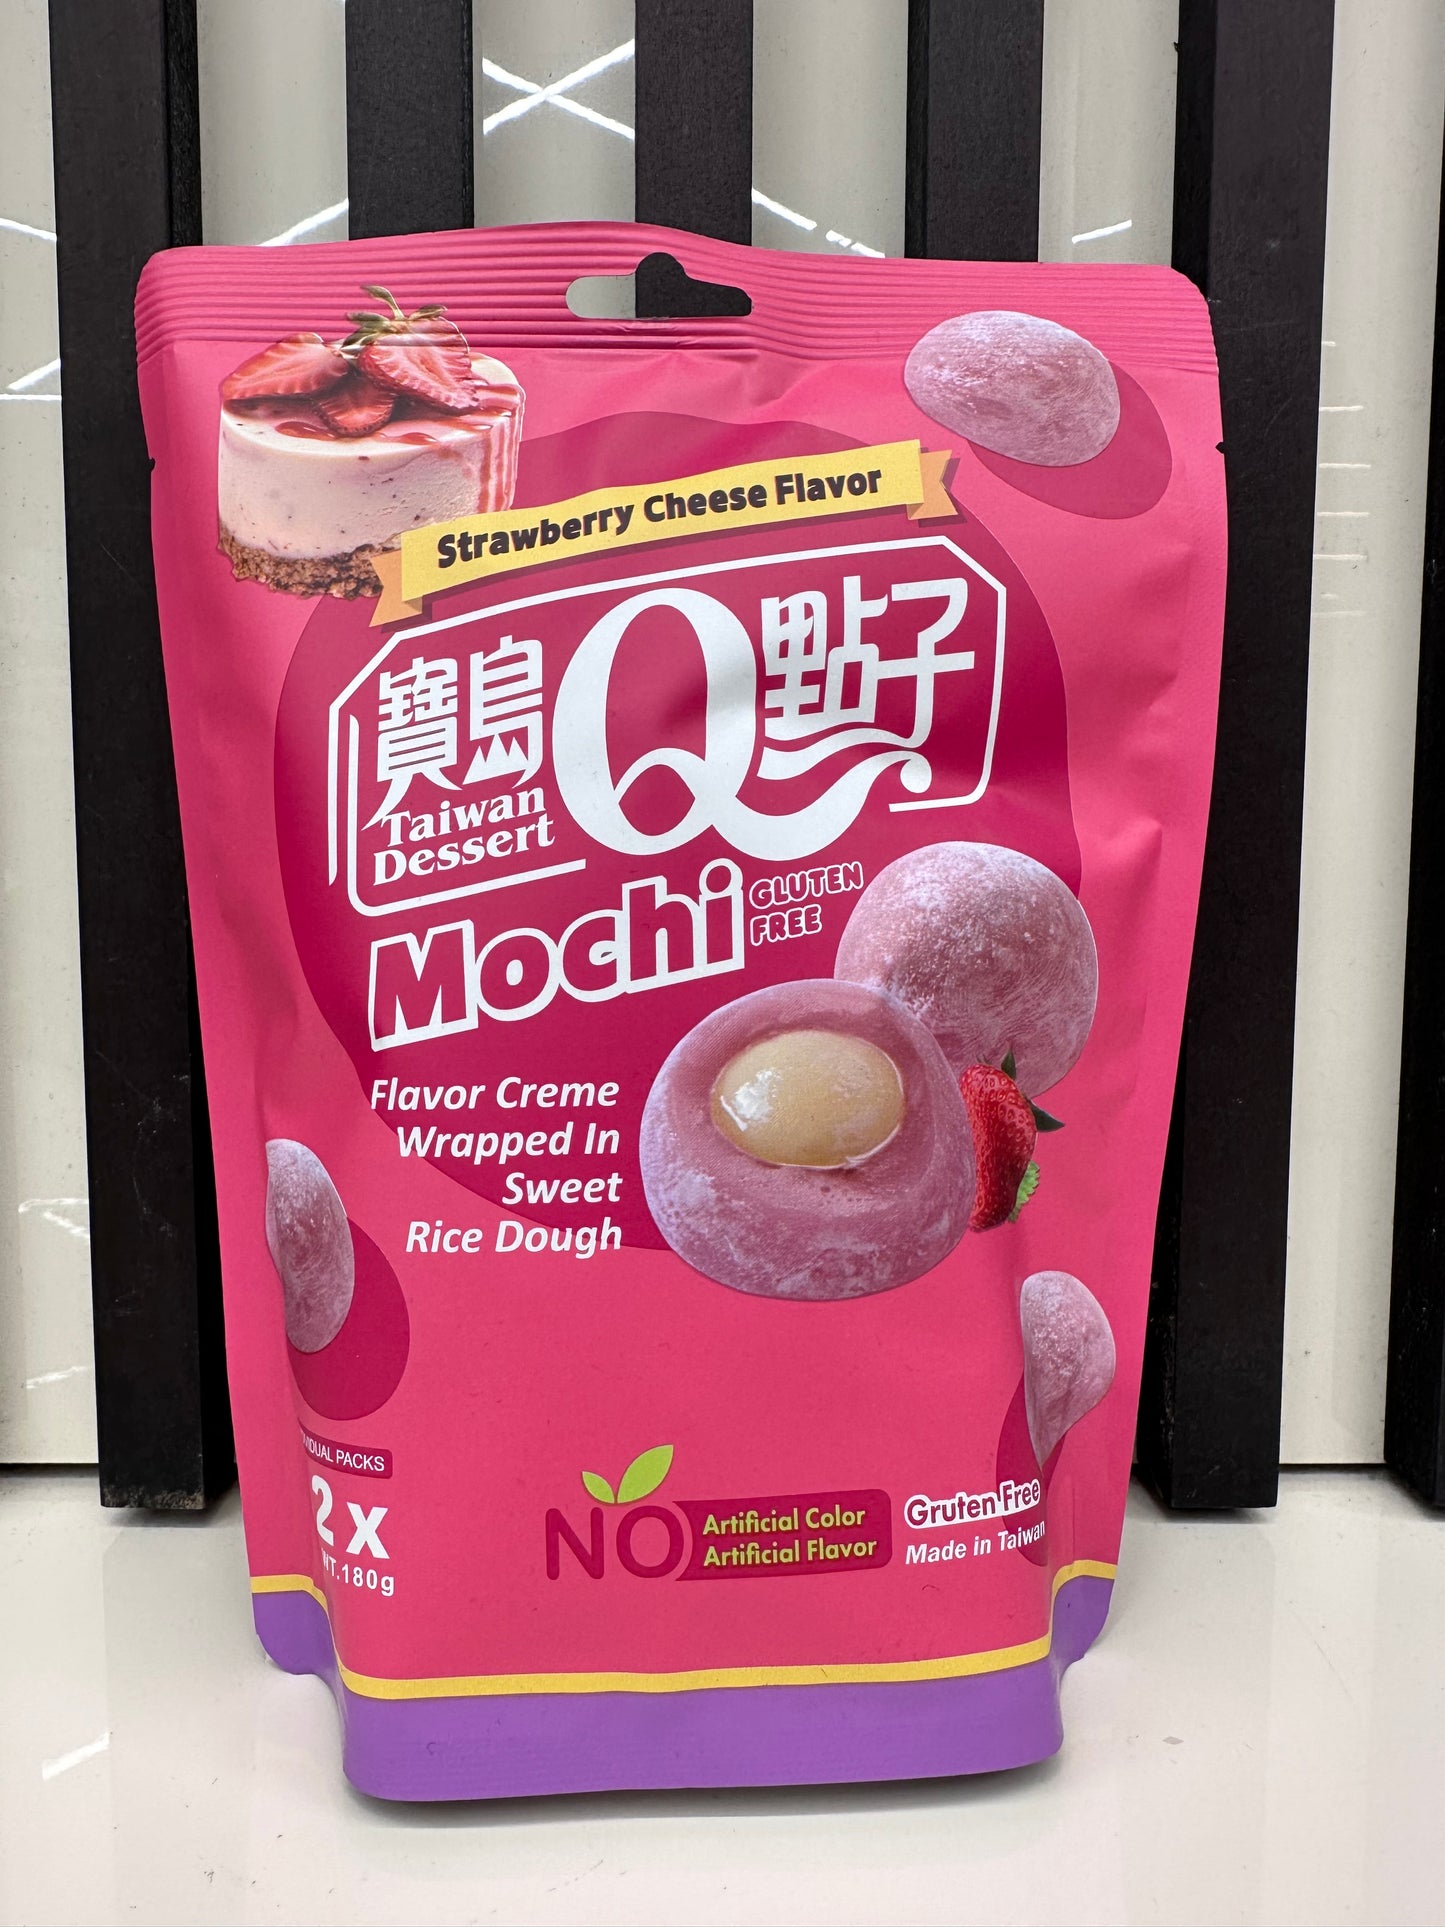 Strawberry Cheese Flavor
寶島Q點子
Taiwan
Dessert
Mochi
GLUTEN
FREE
Flavor Creme
Wrapped In
Sweet
Rice Dough
PACKS
2x
180g
NO
Artificial Color
Artificial Flavor
Gruten Free
Made in Taiwan